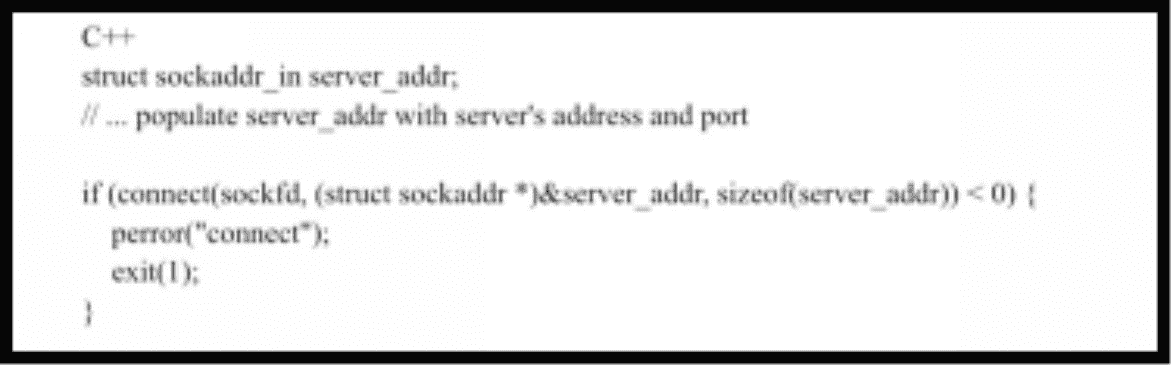 C++
struct sockaddr_in server_addr;
// ... populate server_addr with server's address and port
if (connect(sockfd, (struct sockaddr *)&server_addr, sizeof(server_addr)) < 0) {
perror("connect");
exit(1);
}